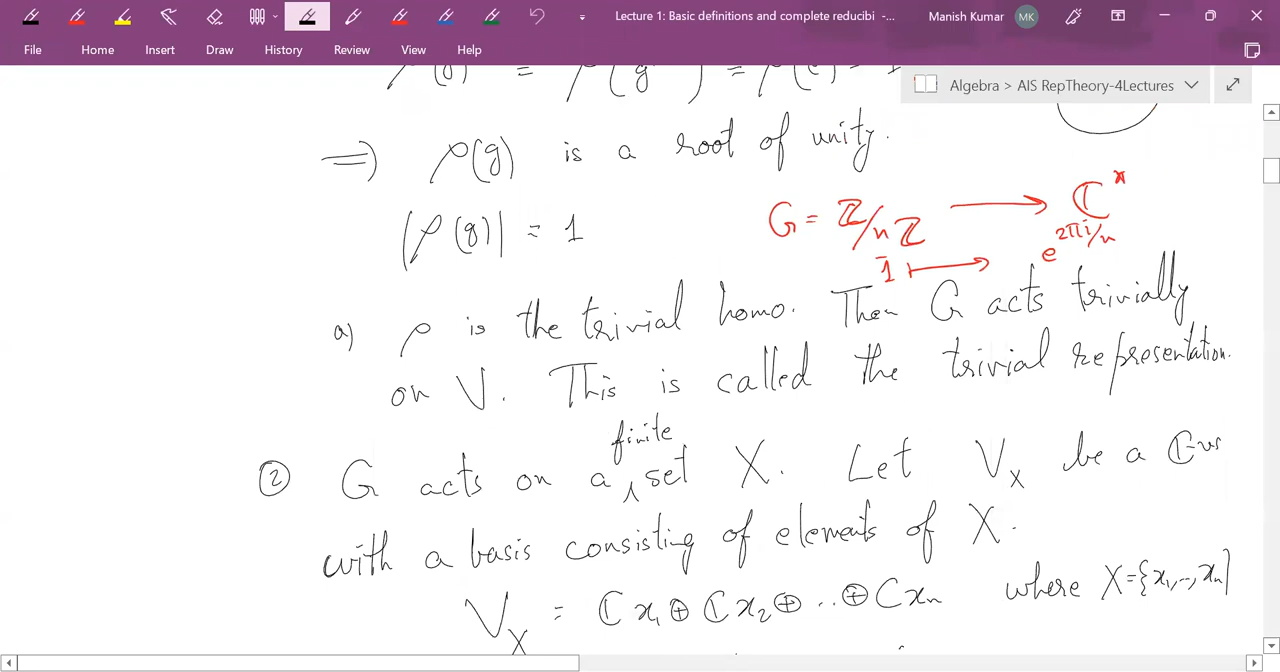 Lecture 1: Basic definitions and complete reducibi -... Manish Kumar MK
File Home Insert Draw History Review View Help
Algebra > AIS RepTheory-4Lectures
⟹ ρ(g) is a root of unity.
|ρ(g)| = 1
G = ℤ/nℤ ⟶ ℂ*
1̄ ⟼ e^{2πi/n}
a) ρ is the trivial homo. Then G acts trivially
on V. This is called the trivial representation.
② G acts on a finite set X. Let V_X be a ℂ-vs
with a basis consisting of elements of X.
V_X = ℂx₁ ⊕ ℂx₂ ⊕ ... ⊕ ℂxₙ where X = {x₁, --, xₙ}